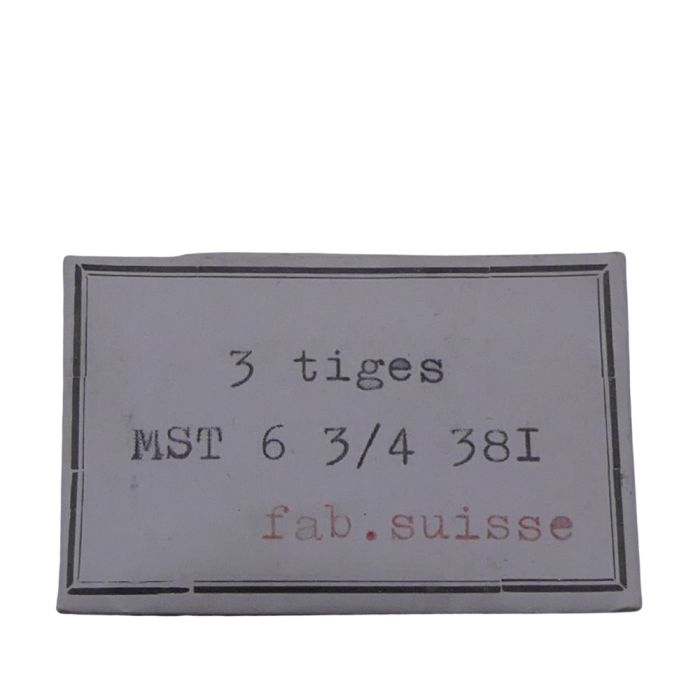 3 tiges
MST 6 3/4 38I
fab.suisse